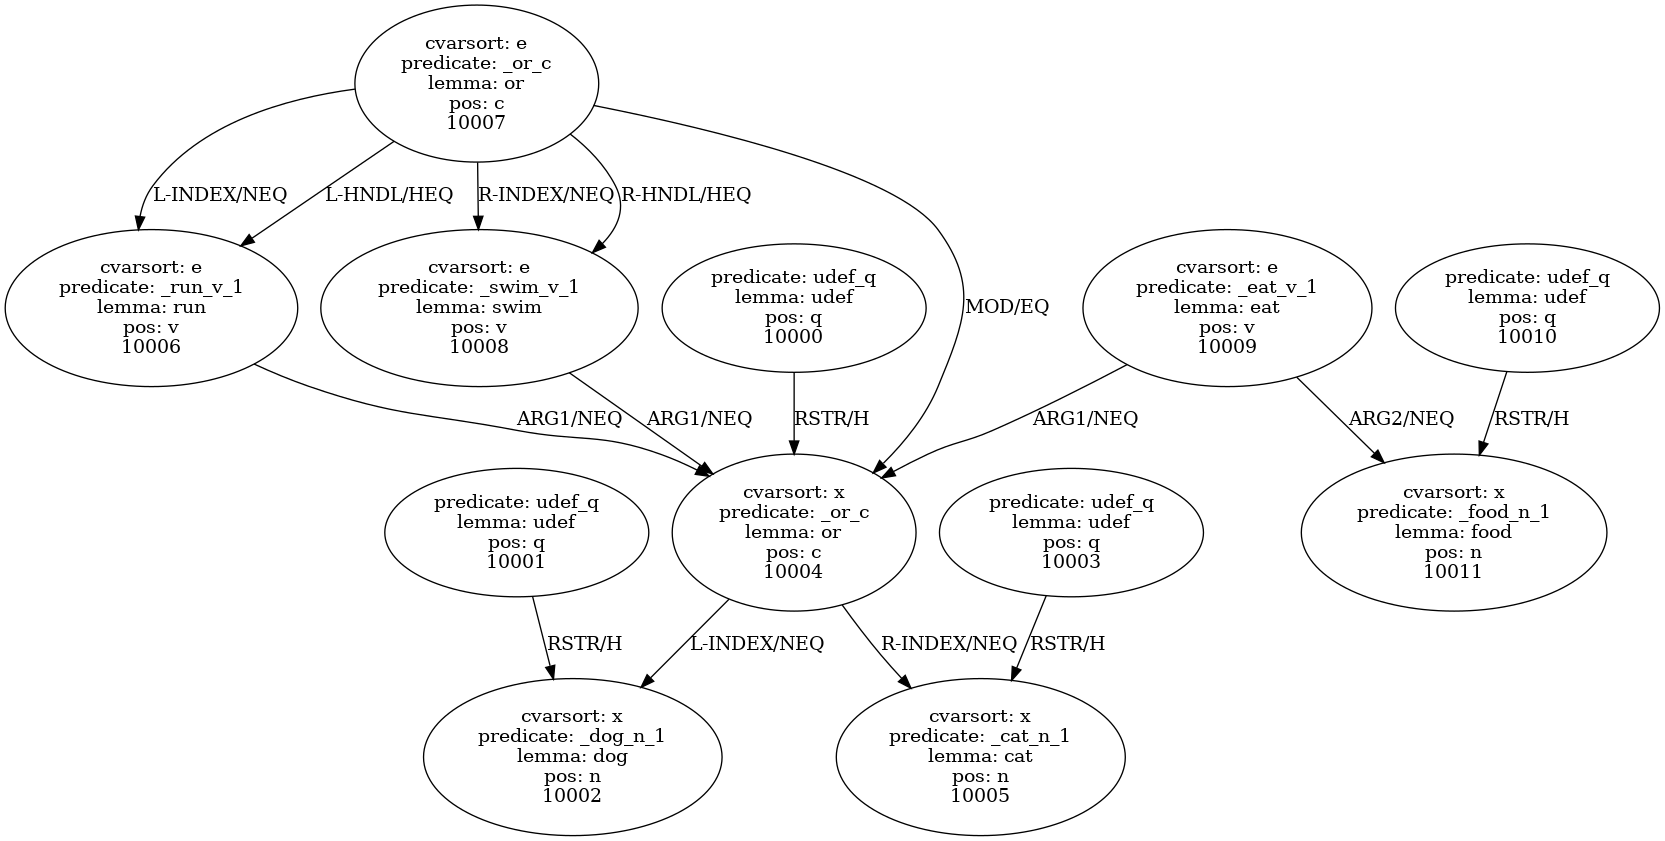 cvarsort: e
predicate: _or_c
lemma: or
pos: c
10007
L-INDEX/NEQ
L-HNDL/HEQ
R-INDEX/NEQ
R-HNDL/HEQ
MOD/EQ
cvarsort: e
predicate: _run_v_1
lemma: run
pos: v
10006
cvarsort: e
predicate: _swim_v_1
lemma: swim
pos: v
10008
predicate: udef_q
lemma: udef
pos: q
10000
cvarsort: e
predicate: _eat_v_1
lemma: eat
pos: v
10009
predicate: udef_q
lemma: udef
pos: q
10010
ARG1/NEQ
ARG1/NEQ
RSTR/H
ARG1/NEQ
ARG2/NEQ
RSTR/H
predicate: udef_q
lemma: udef
pos: q
10001
cvarsort: x
predicate: _or_c
lemma: or
pos: c
10004
predicate: udef_q
lemma: udef
pos: q
10003
cvarsort: x
predicate: _food_n_1
lemma: food
pos: n
10011
RSTR/H
L-INDEX/NEQ
R-INDEX/NEQ
RSTR/H
cvarsort: x
predicate: _dog_n_1
lemma: dog
pos: n
10002
cvarsort: x
predicate: _cat_n_1
lemma: cat
pos: n
10005